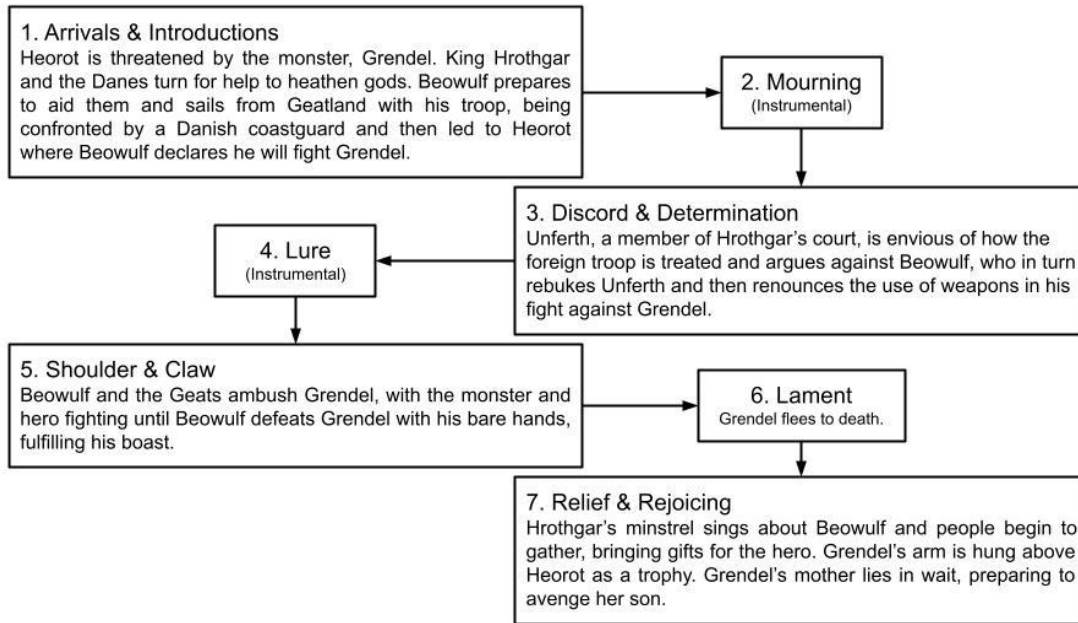 1. Arrivals & Introductions
Heorot is threatened by the monster, Grendel. King Hrothgar
and the Danes turn for help to heathen gods. Beowulf prepares
to aid them and sails from Geatland with his troop, being
confronted by a Danish coastguard and then led to Heorot
where Beowulf declares he will fight Grendel.
2. Mourning
(Instrumental)
3. Discord & Determination
Unferth, a member of Hrothgar's court, is envious of how the
foreign troop is treated and argues against Beowulf, who in turn
rebukes Unferth and then renounces the use of weapons in his
fight against Grendel.
4. Lure
(Instrumental)
5. Shoulder & Claw
Beowulf and the Geats ambush Grendel, with the monster and
hero fighting until Beowulf defeats Grendel with his bare hands,
fulfilling his boast.
6. Lament
Grendel flees to death.
7. Relief & Rejoicing
Hrothgar's minstrel sings about Beowulf and people begin to
gather, bringing gifts for the hero. Grendel's arm is hung above
Heorot as a trophy. Grendel's mother lies in wait, preparing to
avenge her son.